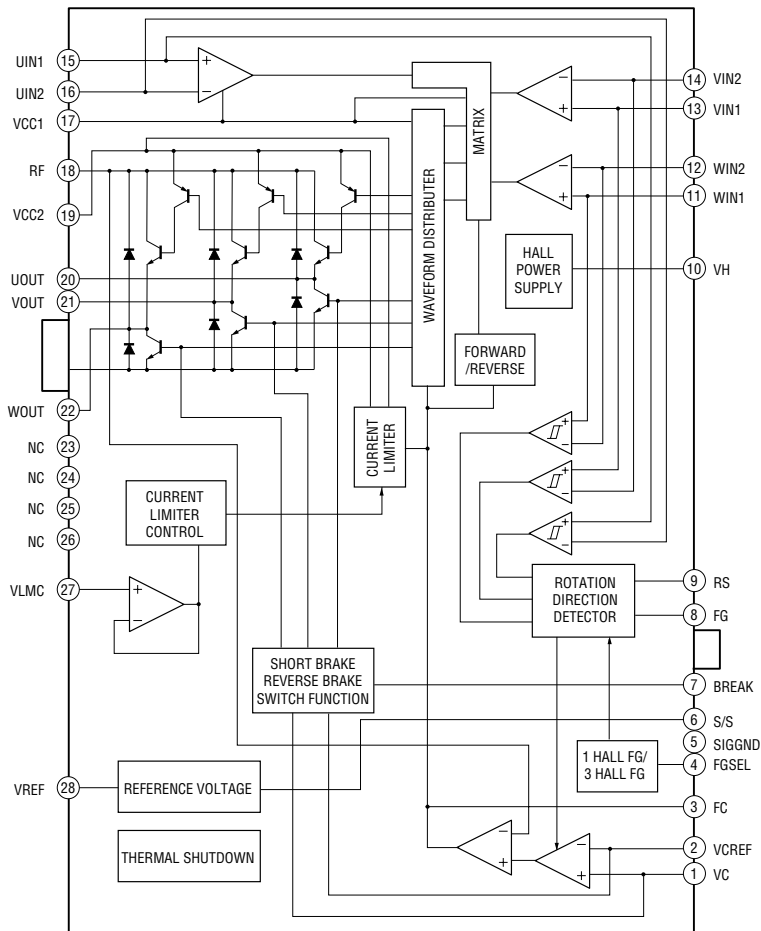 UIN1 15
UIN2 16
VCC1 17
RF 18
VCC2 19
UOUT 20
VOUT 21
WOUT 22
NC 23
NC 24
NC 25
NC 26
VLMC 27
VREF 28
+
−
MATRIX
WAVEFORM DISTRIBUTER
−
+
−
+
14 VIN2
13 VIN1
12 WIN2
11 WIN1
HALL
POWER
SUPPLY
10 VH
FORWARD
/REVERSE
CURRENT
LIMITER
CURRENT
LIMITER
CONTROL
+
−
+
−
+
−
+
−
ROTATION
DIRECTION
DETECTOR
9 RS
8 FG
SHORT BRAKE
REVERSE BRAKE
SWITCH FUNCTION
7 BREAK
6 S/S
5 SIGGND
4 FGSEL
1 HALL FG/
3 HALL FG
REFERENCE VOLTAGE
THERMAL SHUTDOWN
3 FC
−
+
−
+
2 VCREF
1 VC